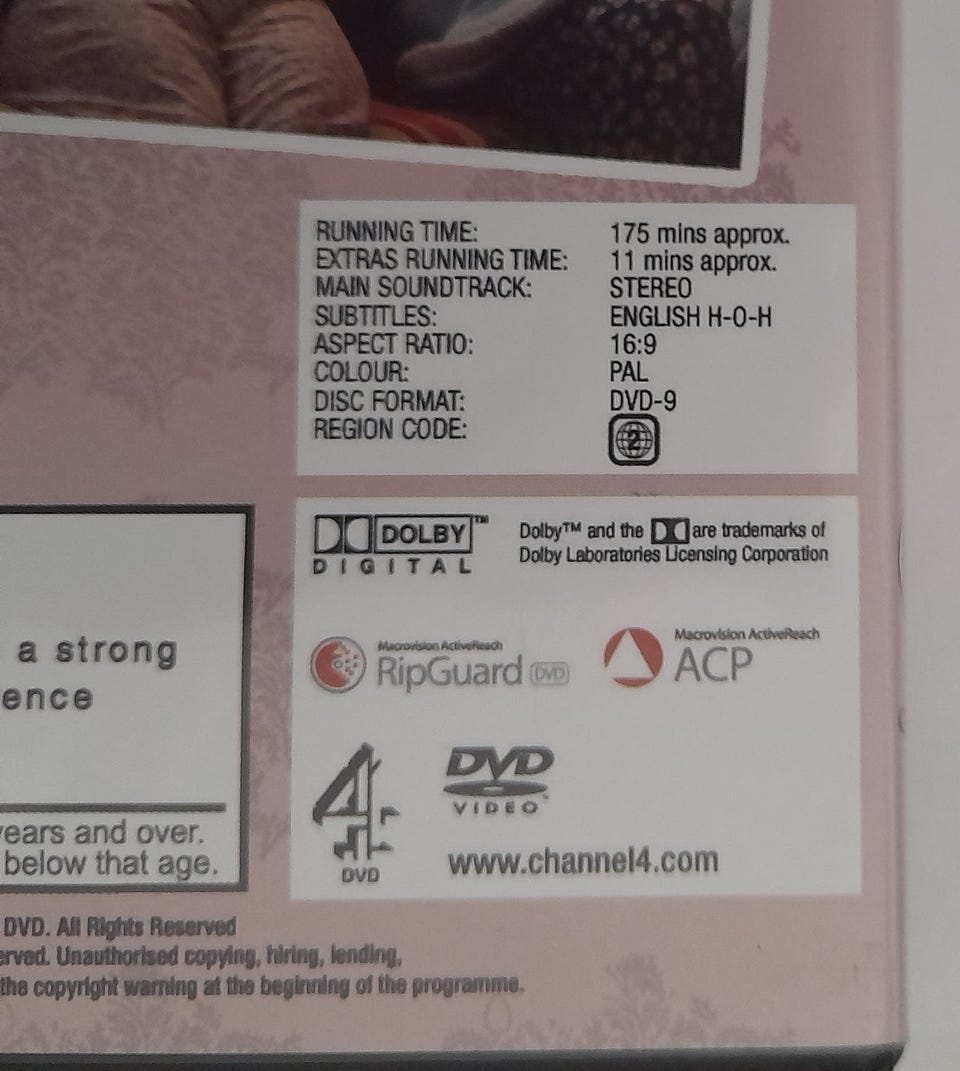 RUNNING TIME: 175 mins approx.
EXTRAS RUNNING TIME: 11 mins approx.
MAIN SOUNDTRACK: STEREO
SUBTITLES: ENGLISH H-O-H
ASPECT RATIO: 16:9
COLOUR: PAL
DISC FORMAT: DVD-9
REGION CODE: 2
DOLBY™
DIGITAL
Dolby™ and the are trademarks of
Dolby Laboratories Licensing Corporation
Macrovision ActiveReach
RipGuard DVD
Macrovision ActiveReach
ACP
4
DVD
DVD
VIDEO
www.channel4.com
a strong
ence
years and over.
below that age.
DVD. All Rights Reserved
erved. Unauthorised copying, hiring, lending,
the copyright warning at the beginning of the programme.